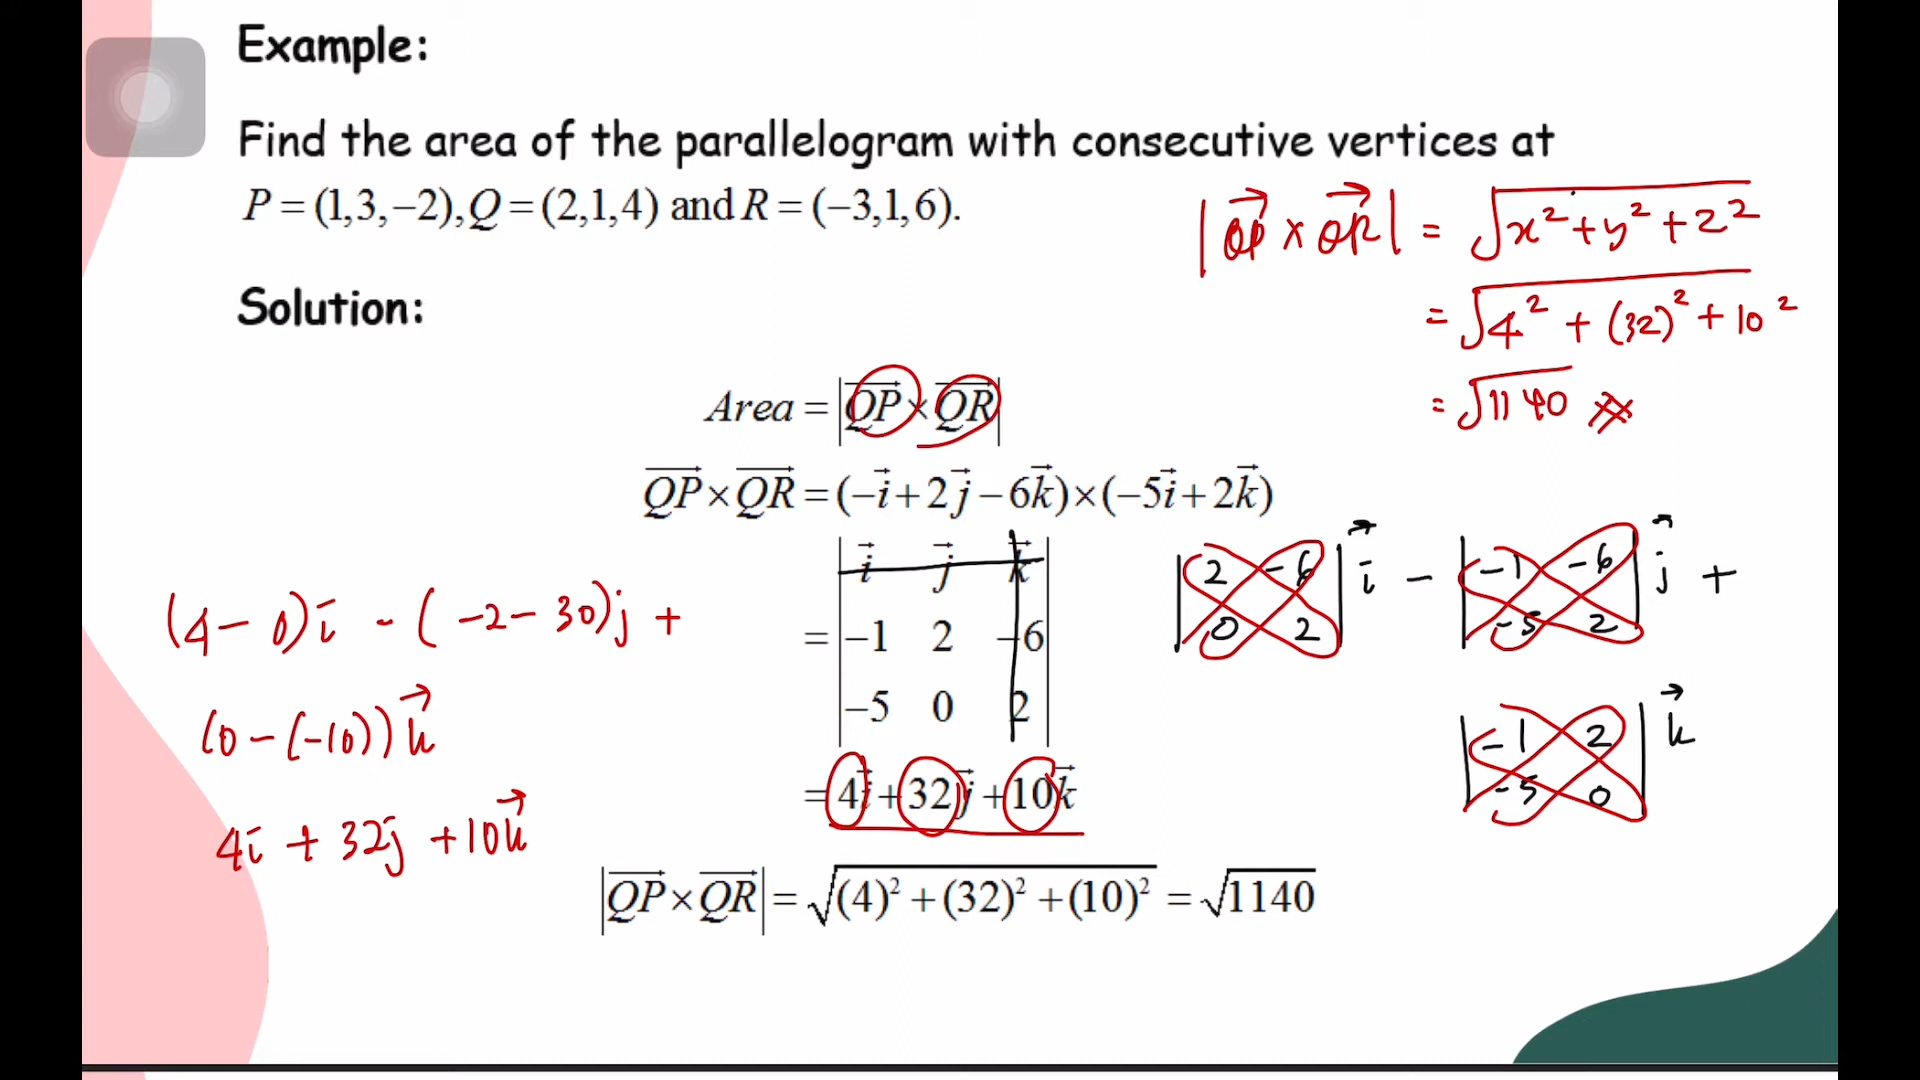 Example:
Find the area of the parallelogram with consecutive vertices at
P = (1,3,−2), Q = (2,1,4) and R = (−3,1,6).
|QP⃗ × QR⃗| = √(x² + y² + z²)
= √(4² + (32)² + 10²)
= √1140
Solution:
Area = |QP⃗ × QR⃗|
QP⃗ × QR⃗ = (−i⃗ + 2j⃗ − 6k⃗) × (−5i⃗ + 2k⃗)
= | i⃗ j⃗ k⃗ |
| −1 2 −6 |
| −5 0 2 |
= 4i⃗ + 32j⃗ + 10k⃗
|QP⃗ × QR⃗| = √((4)² + (32)² + (10)²) = √1140
(4 − 0)i − (−2 − 30)j +
(0 − (−10))k⃗
4i + 32j + 10k⃗
| 2 −6 | i⃗ − | −1 −6 | j⃗ +
| 0 2 | | −5 2 |
| −1 2 | k⃗
| −5 0 |